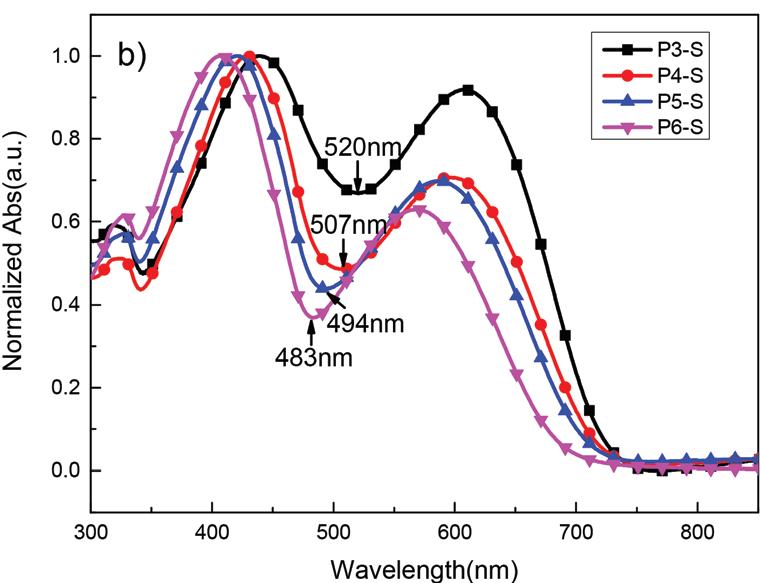 b)
P3-S
P4-S
P5-S
P6-S
520nm
507nm
494nm
483nm
Normalized Abs(a.u.)
1.0
0.8
0.6
0.4
0.2
0.0
300 400 500 600 700 800
Wavelength(nm)